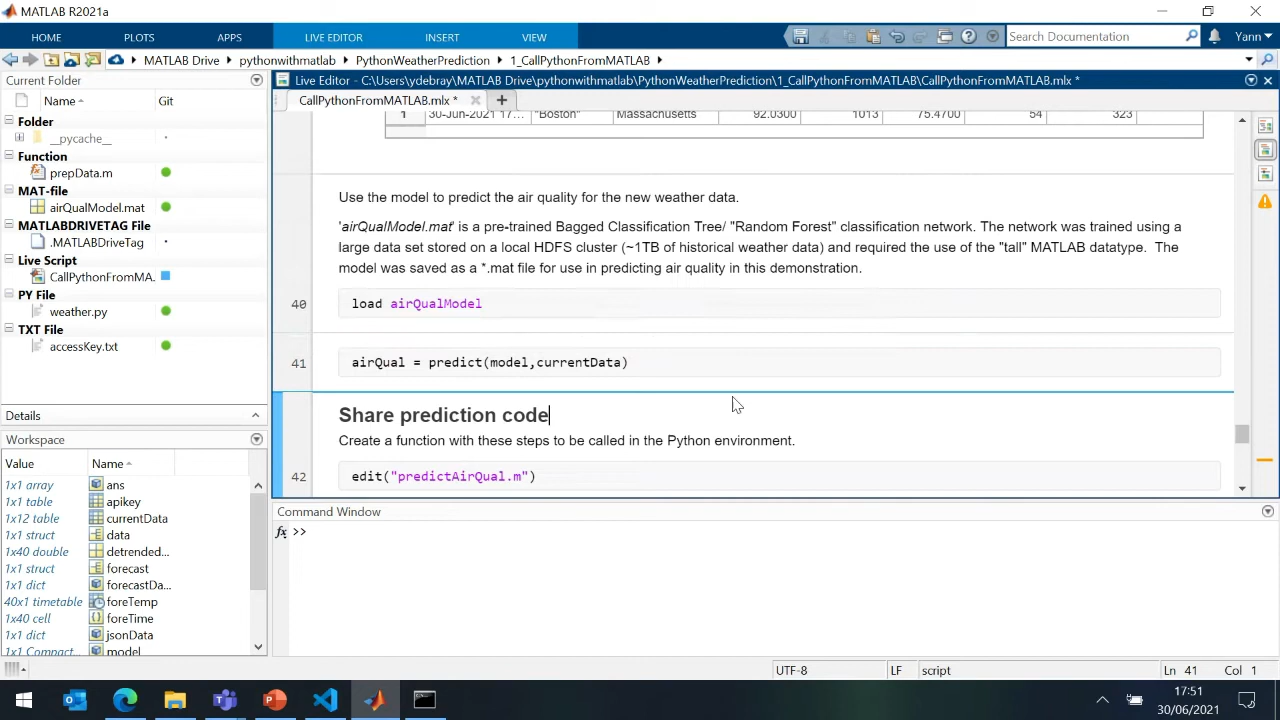 MATLAB R2021a
HOME PLOTS APPS LIVE EDITOR INSERT VIEW Search Documentation Yann
MATLAB Drive pythonwithmatlab PythonWeatherPrediction 1_CallPythonFromMATLAB
Current Folder
Name Git
Folder
__pycache__
Function
prepData.m
MAT-file
airQualModel.mat
MATLABDRIVETAG File
.MATLABDriveTag
Live Script
CallPythonFromMA.
PY File
weather.py
TXT File
accessKey.txt
Details
Workspace
Value Name
1x1 array ans
1x1 table apikey
1x12 table currentData
1x1 struct data
1x40 double detrended...
1x1 struct forecast
1x1 dict forecastDa...
40x1 timetable foreTemp
1x40 cell foreTime
1x1 dict jsonData
1x1 Compact... model
Live Editor - C:\Users\ydebray\MATLAB Drive\pythonwithmatlab\PythonWeatherPrediction\1_CallPythonFromMATLAB\CallPythonFromMATLAB.mlx *
CallPythonFromMATLAB.mlx *
1 30-Jun-2021 17... "Boston" Massachusetts 92.0300 1013 75.4700 54 323
Use the model to predict the air quality for the new weather data.
'airQualModel.mat' is a pre-trained Bagged Classification Tree/ "Random Forest" classification network. The network was trained using a
large data set stored on a local HDFS cluster (~1TB of historical weather data) and required the use of the "tall" MATLAB datatype. The
model was saved as a *.mat file for use in predicting air quality in this demonstration.
40 load airQualModel
41 airQual = predict(model,currentData)
Share prediction code
Create a function with these steps to be called in the Python environment.
42 edit("predictAirQual.m")
Command Window
fx >>
UTF-8 LF script Ln 41 Col 1
17:51
30/06/2021